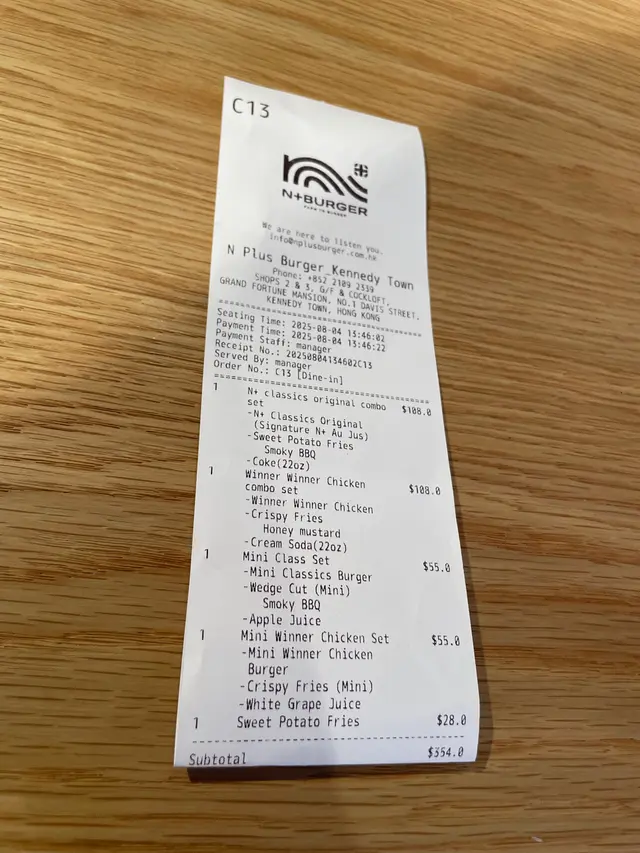 C13
N+BURGER
FARM TO BURGER
We are here to listen you.
info@nplusburger.com.hk
N Plus Burger_Kennedy Town
Phone: +852 2109 2339
SHOPS 2 & 3, G/F & COCKLOFT,
GRAND FORTUNE MANSION, NO.1 DAVIS STREET,
KENNEDY TOWN, HONG KONG
Seating Time: 2025-08-04 13:46:02
Payment Time: 2025-08-04 13:46:22
Payment Staff: manager
Receipt No.: 20250804134602C13
Served By: manager
Order No.: C13 [Dine-in]
1 N+ classics original combo $108.0
set
-N+ Classics Original
(Signature N+ Au Jus)
-Sweet Potato Fries
Smoky BBQ
-Coke(22oz)
1 Winner Winner Chicken $108.0
combo set
-Winner Winner Chicken
-Crispy Fries
Honey mustard
-Cream Soda(22oz)
1 Mini Class Set $55.0
-Mini Classics Burger
-Wedge Cut (Mini)
Smoky BBQ
-Apple Juice
1 Mini Winner Chicken Set $55.0
-Mini Winner Chicken
Burger
-Crispy Fries (Mini)
-White Grape Juice
1 Sweet Potato Fries $28.0
Subtotal $354.0